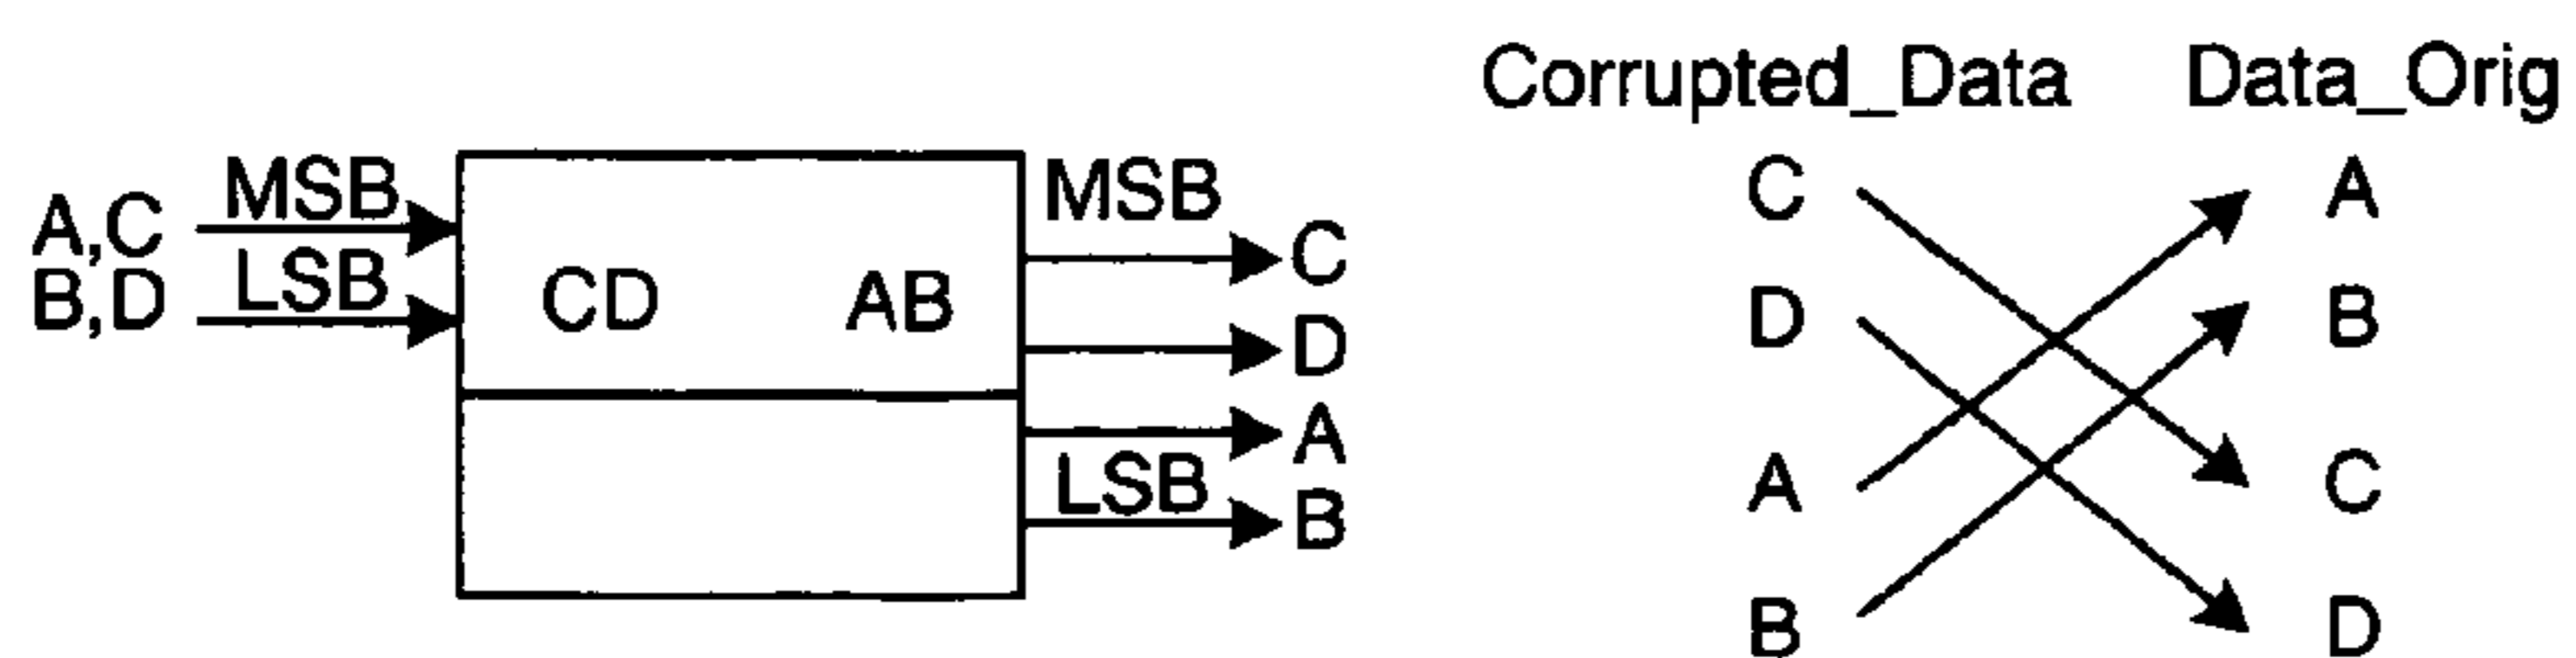 A,C
B,D
MSB
LSB
CD AB
MSB
C
D
A
LSB
B
Corrupted_Data Data_Orig
C A
D B
A C
B D